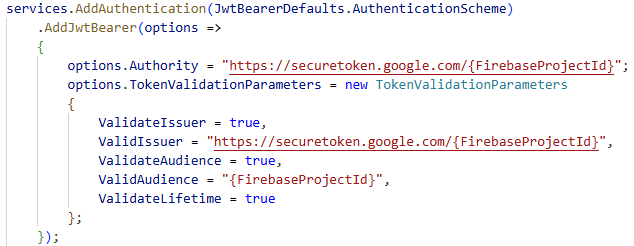 services.AddAuthentication(JwtBearerDefaults.AuthenticationScheme)
    .AddJwtBearer(options =>
    {
        options.Authority = "https://securetoken.google.com/{FirebaseProjectId}";
        options.TokenValidationParameters = new TokenValidationParameters
        {
            ValidateIssuer = true,
            ValidIssuer = "https://securetoken.google.com/{FirebaseProjectId}",
            ValidateAudience = true,
            ValidAudience = "{FirebaseProjectId}",
            ValidateLifetime = true
        };
    });